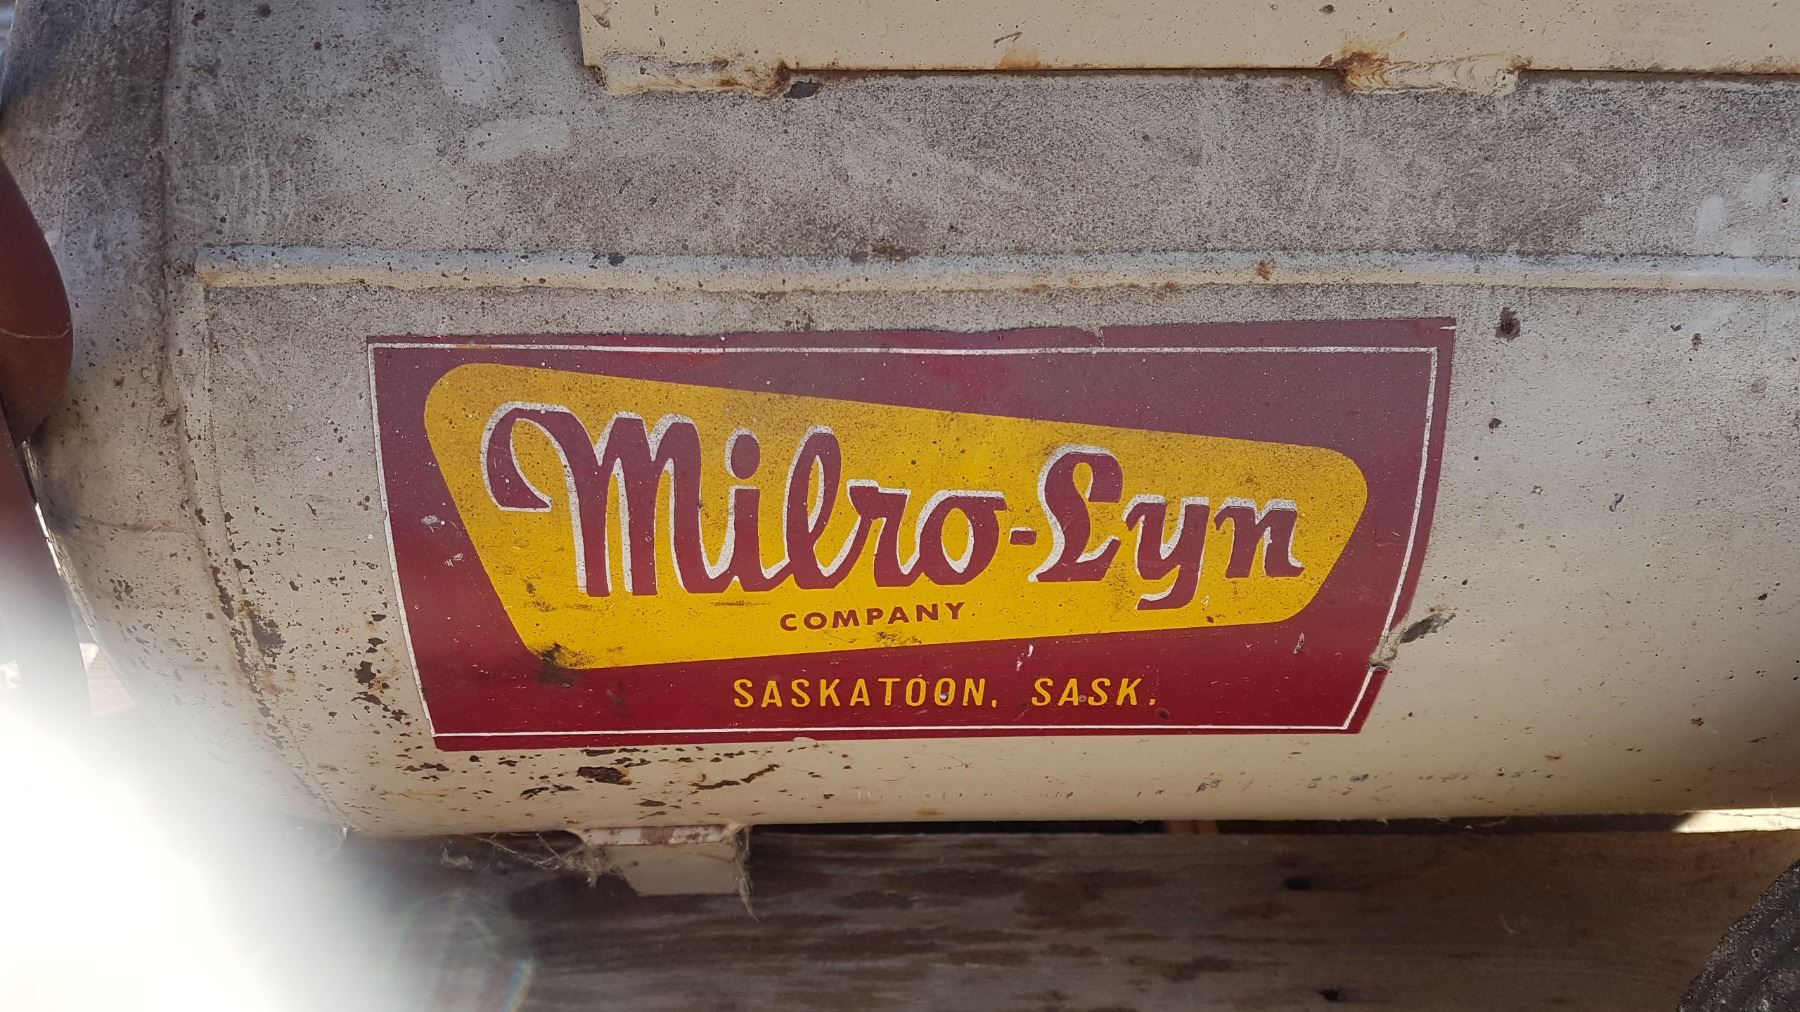 Milro-Lyn
COMPANY
SASKATOON, SASK.